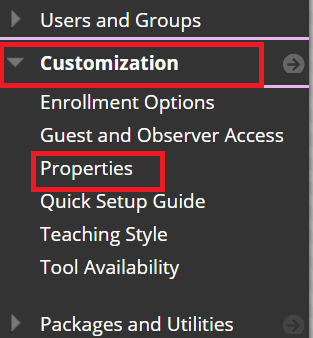 Users and Groups
Customization
Enrollment Options
Guest and Observer Access
Properties
Quick Setup Guide
Teaching Style
Tool Availability
Packages and Utilities